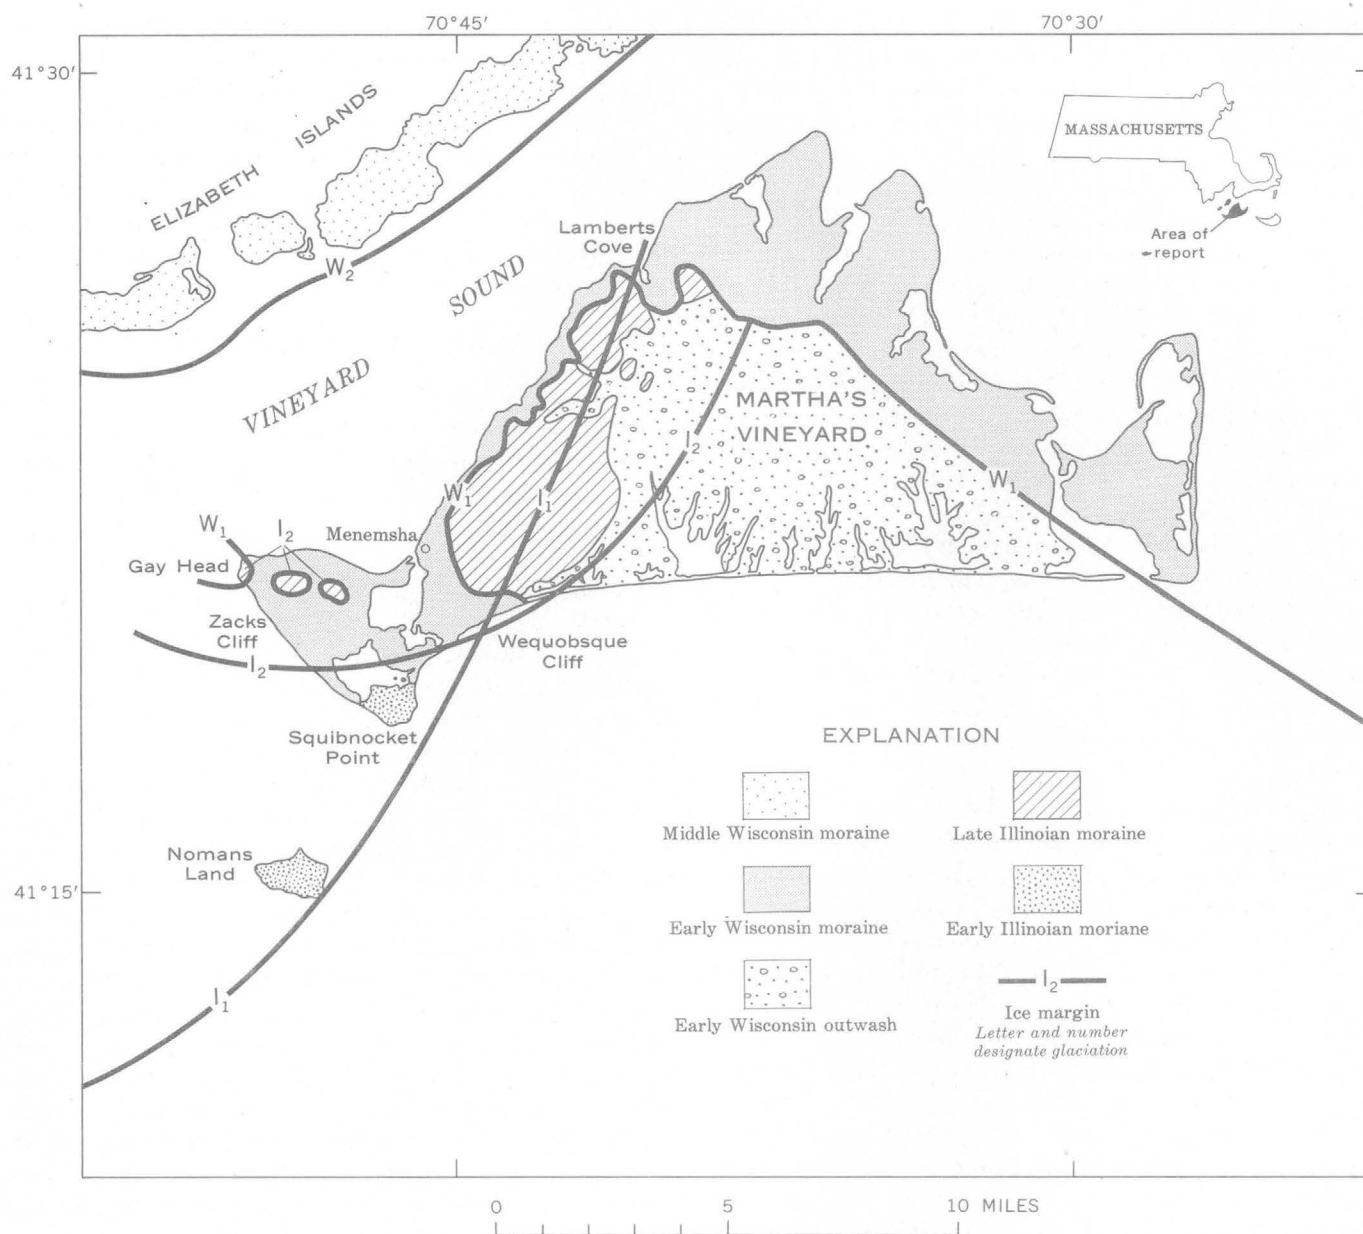 70°45′
70°30′
41°30′
ELIZABETH ISLANDS
MASSACHUSETTS
Area of
report
Lamberts
Cove
W2
VINEYARD SOUND
MARTHA'S
VINEYARD
I2
W1
I1
W1
W1
I2
Menemsha
Gay Head
Zacks
Cliff
I2
Wequobsque
Cliff
Squibnocket
Point
Nomans
Land
41°15′
I1
EXPLANATION
Middle Wisconsin moraine
Late Illinoian moraine
Early Wisconsin moraine
Early Illinoian moriane
Early Wisconsin outwash
I2
Ice margin
Letter and number
designate glaciation
0 5 10 MILES